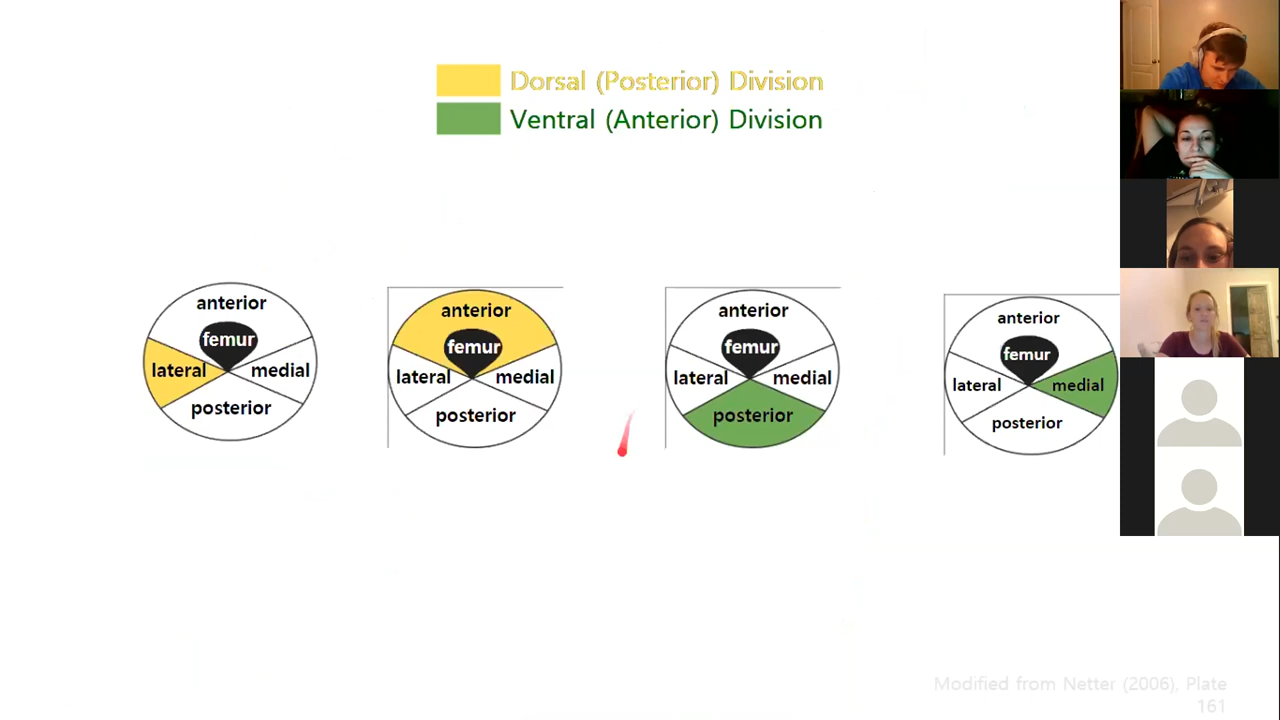 Dorsal (Posterior) Division
Ventral (Anterior) Division
anterior
femur
lateral
medial
posterior
anterior
femur
lateral
medial
posterior
anterior
femur
lateral
medial
posterior
anterior
femur
lateral
medial
posterior
Modified from Netter (2006), Plate
161